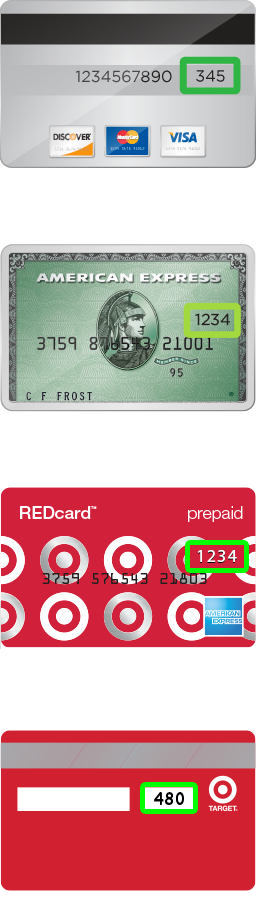 1234567890 345
DISCOVER MasterCard VISA
AMERICAN EXPRESS
1234
3759 876543 21001
95
C F FROST
REDcard™ prepaid
1234
3759 576543 21803
AMERICAN EXPRESS
480
TARGET.